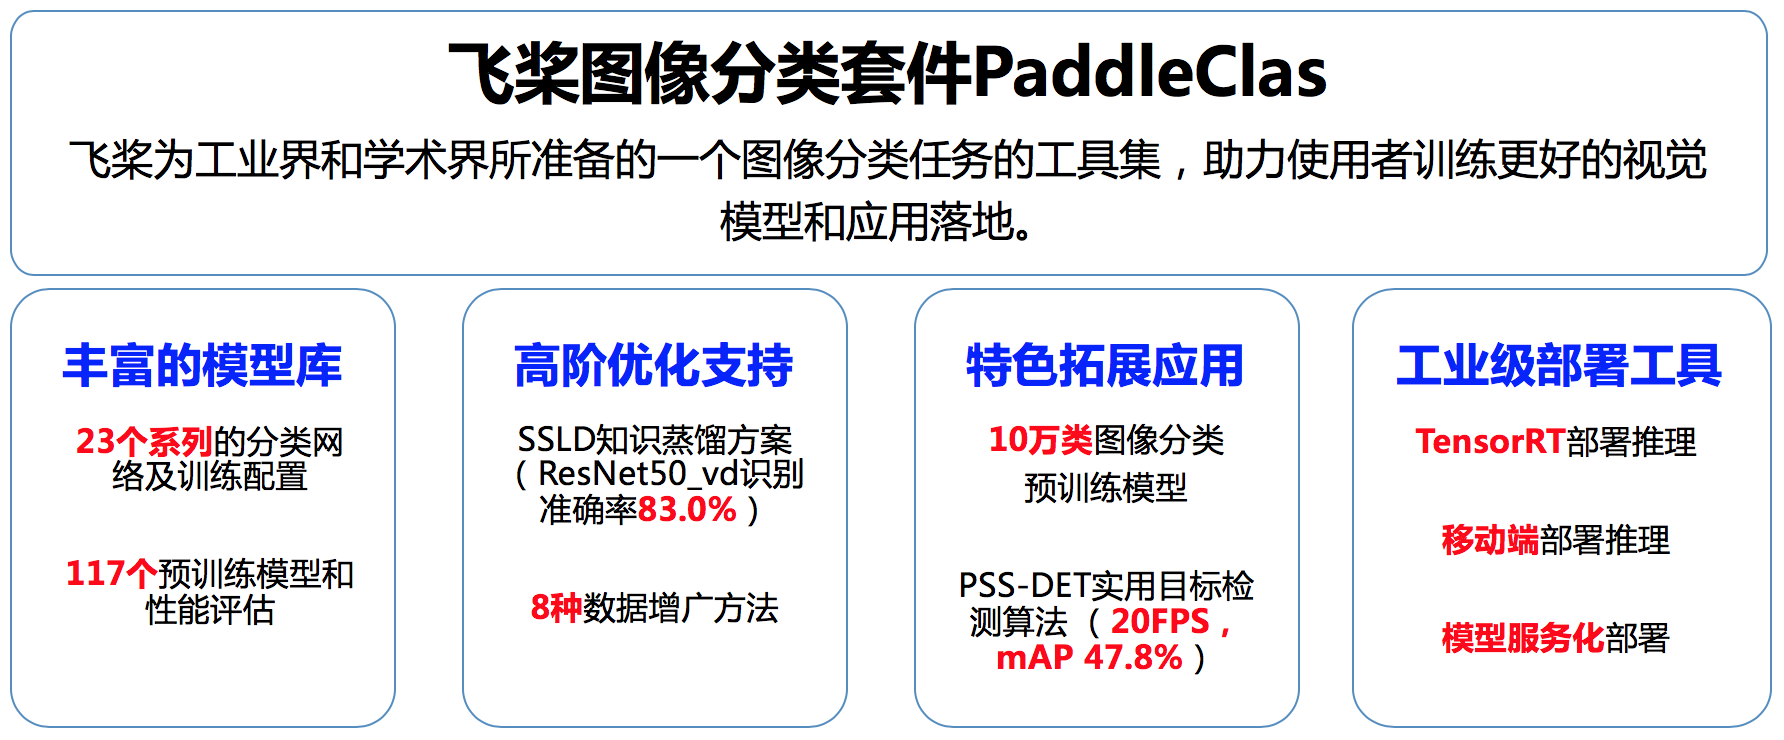 飞桨图像分类套件PaddleClas
飞桨为工业界和学术界所准备的一个图像分类任务的工具集，助力使用者训练更好的视觉
模型和应用落地。
丰富的模型库
23个系列的分类网
络及训练配置
117个预训练模型和
性能评估
高阶优化支持
SSLD知识蒸馏方案
（ResNet50_vd识别
准确率83.0%）
8种数据增广方法
特色拓展应用
10万类图像分类
预训练模型
PSS-DET实用目标检
测算法（20FPS，
mAP 47.8%）
工业级部署工具
TensorRT部署推理
移动端部署推理
模型服务化部署